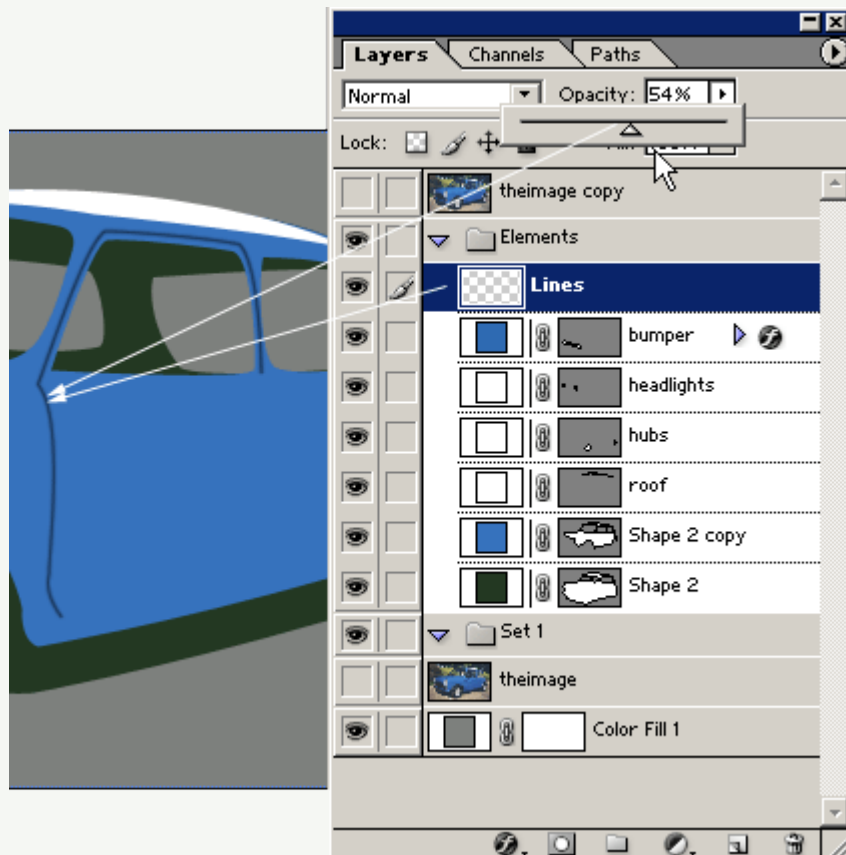 Layers Channels Paths
Normal Opacity: 54%
Lock:
theimage copy
Elements
Lines
bumper
headlights
hubs
roof
Shape 2 copy
Shape 2
Set 1
theimage
Color Fill 1